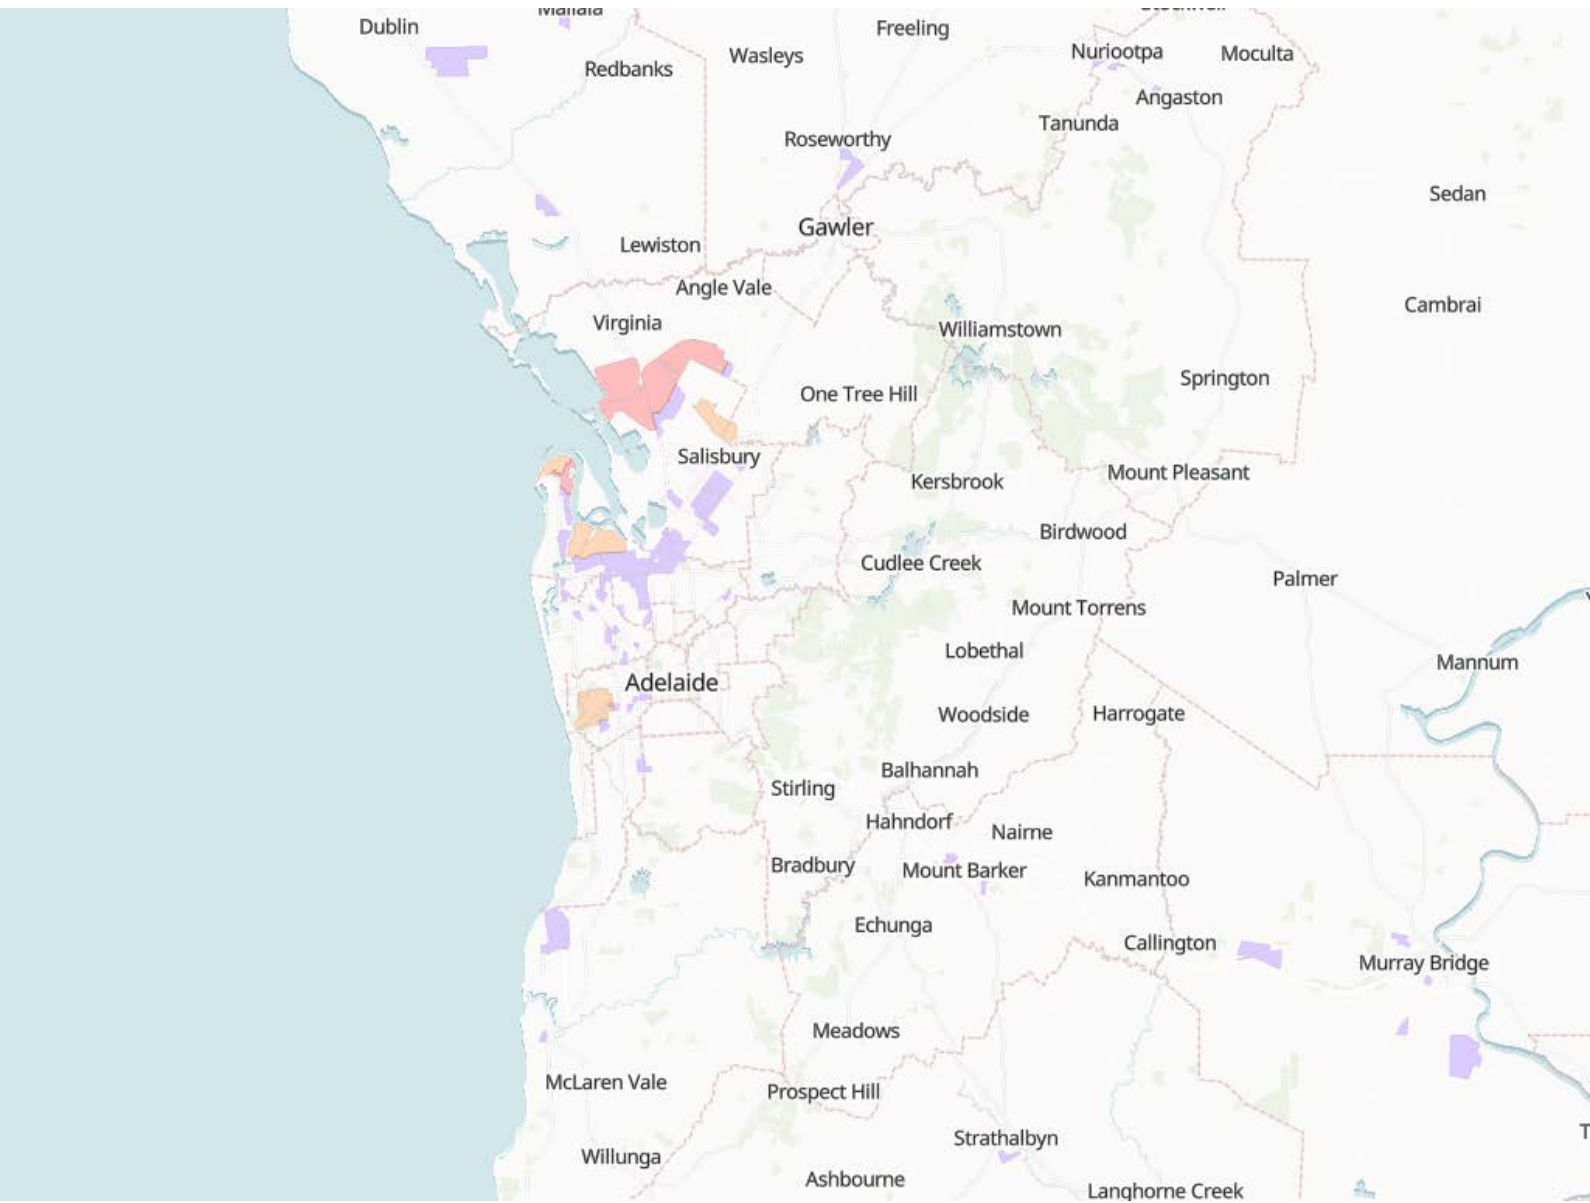 Dublin
Freeling
Redbanks
Wasleys
Nuriootpa
Moculta
Angaston
Tanunda
Roseworthy
Sedan
Gawler
Lewiston
Angle Vale
Cambrai
Virginia
Williamstown
Springton
One Tree Hill
Salisbury
Mount Pleasant
Kersbrook
Birdwood
Cudlee Creek
Palmer
Mount Torrens
Lobethal
Mannum
Adelaide
Woodside
Harrogate
Balhannah
Stirling
Hahndorf
Nairne
Bradbury
Mount Barker
Kanmantoo
Echunga
Callington
Murray Bridge
Meadows
McLaren Vale
Prospect Hill
Strathalbyn
Willunga
Ashbourne
Langhorne Creek